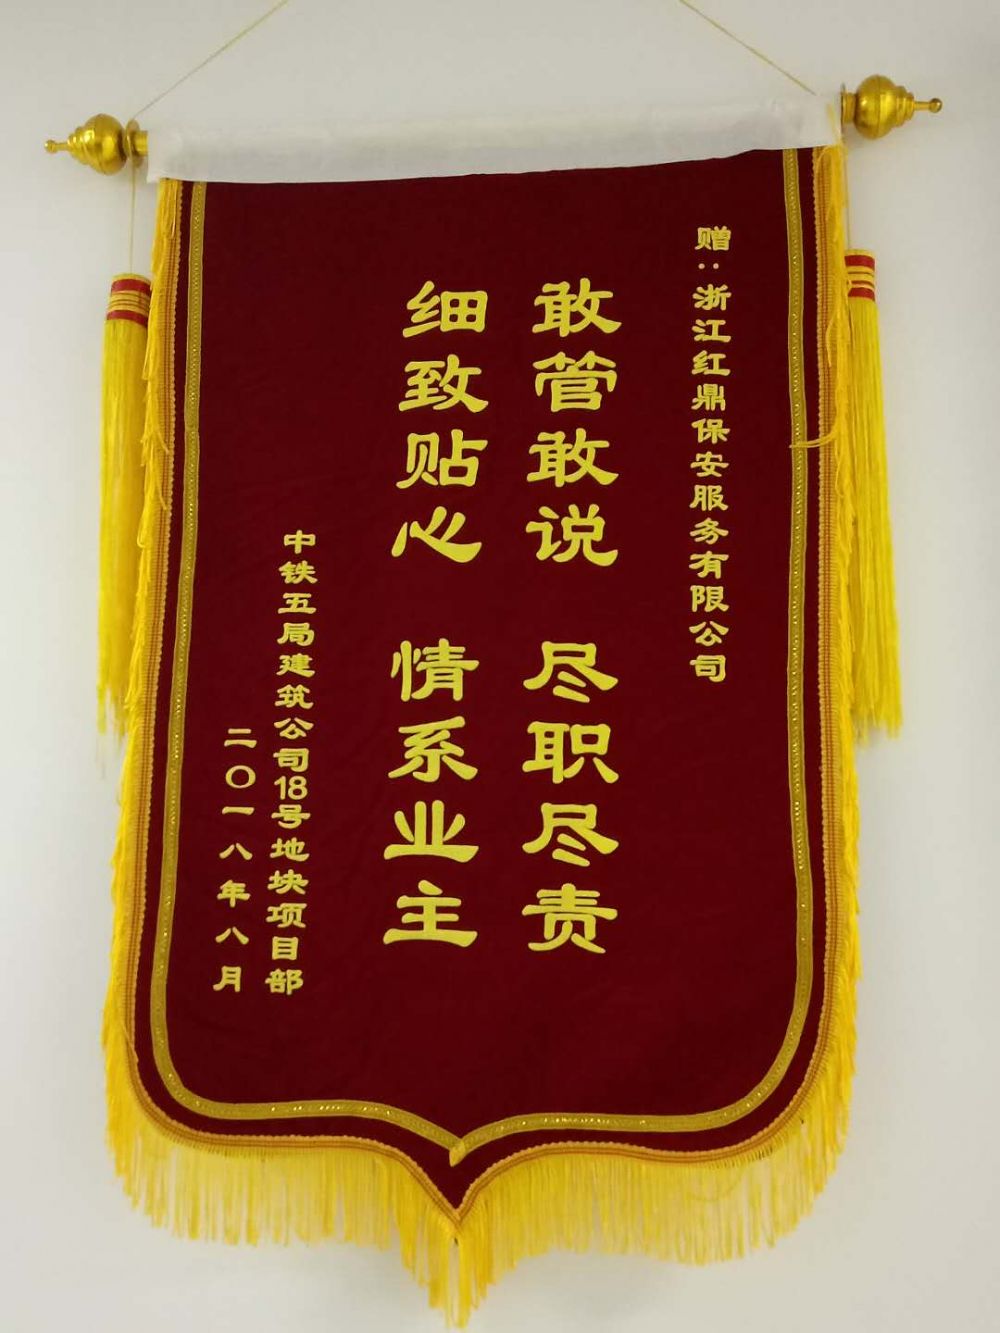 赠：浙江红鼎保安服务有限公司
敢管敢说 尽职尽责
细致贴心 情系业主
中铁五局建筑公司18号地块项目部
二〇一八年八月